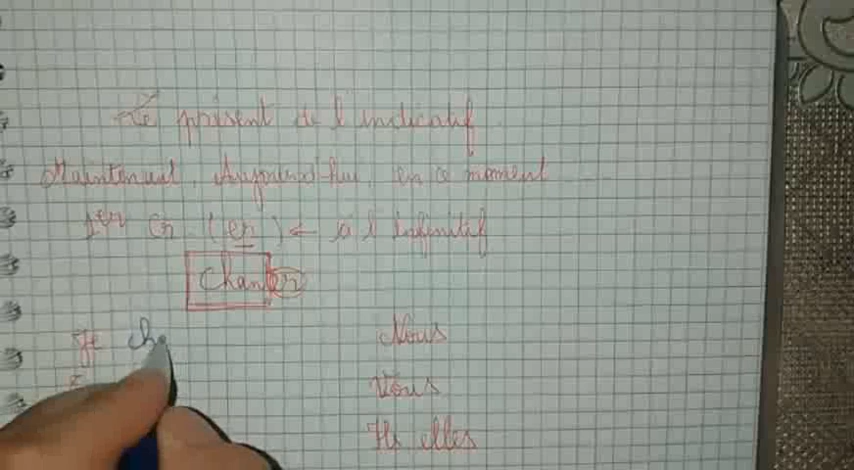 Le présent de l'indicatif
Maintenant, Aujourd'hui, en ce moment
1er Gr. (er) ← à l'infinitif
Chanter
Je cha
Nous
Vous
Ils elles